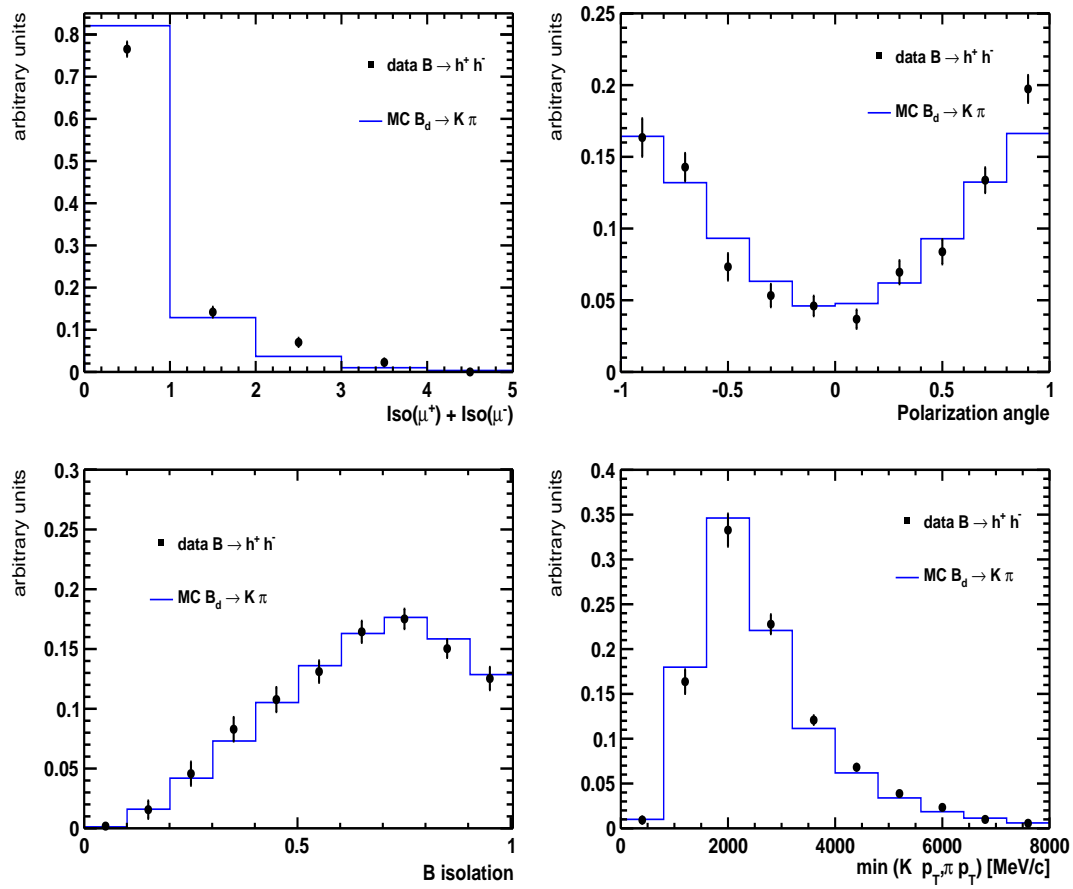 arbitrary units
0.8
0.7
0.6
0.5
0.4
0.3
0.2
0.1
0
data B → h⁺ h⁻
MC B_d → K π
0 1 2 3 4 5
Iso(μ⁺) + Iso(μ⁻)
arbitrary units
0.25
0.2
0.15
0.1
0.05
0
data B → h⁺ h⁻
MC B_d → K π
-1 -0.5 0 0.5 1
Polarization angle
arbitrary units
0.3
0.25
0.2
0.15
0.1
0.05
0
data B → h⁺ h⁻
MC B_d → K π
0 0.5 1
B isolation
arbitrary units
0.4
0.35
0.3
0.25
0.2
0.15
0.1
0.05
0
data B → h⁺ h⁻
MC B_d → K π
0 2000 4000 6000 8000
min (K p_T,π p_T) [MeV/c]